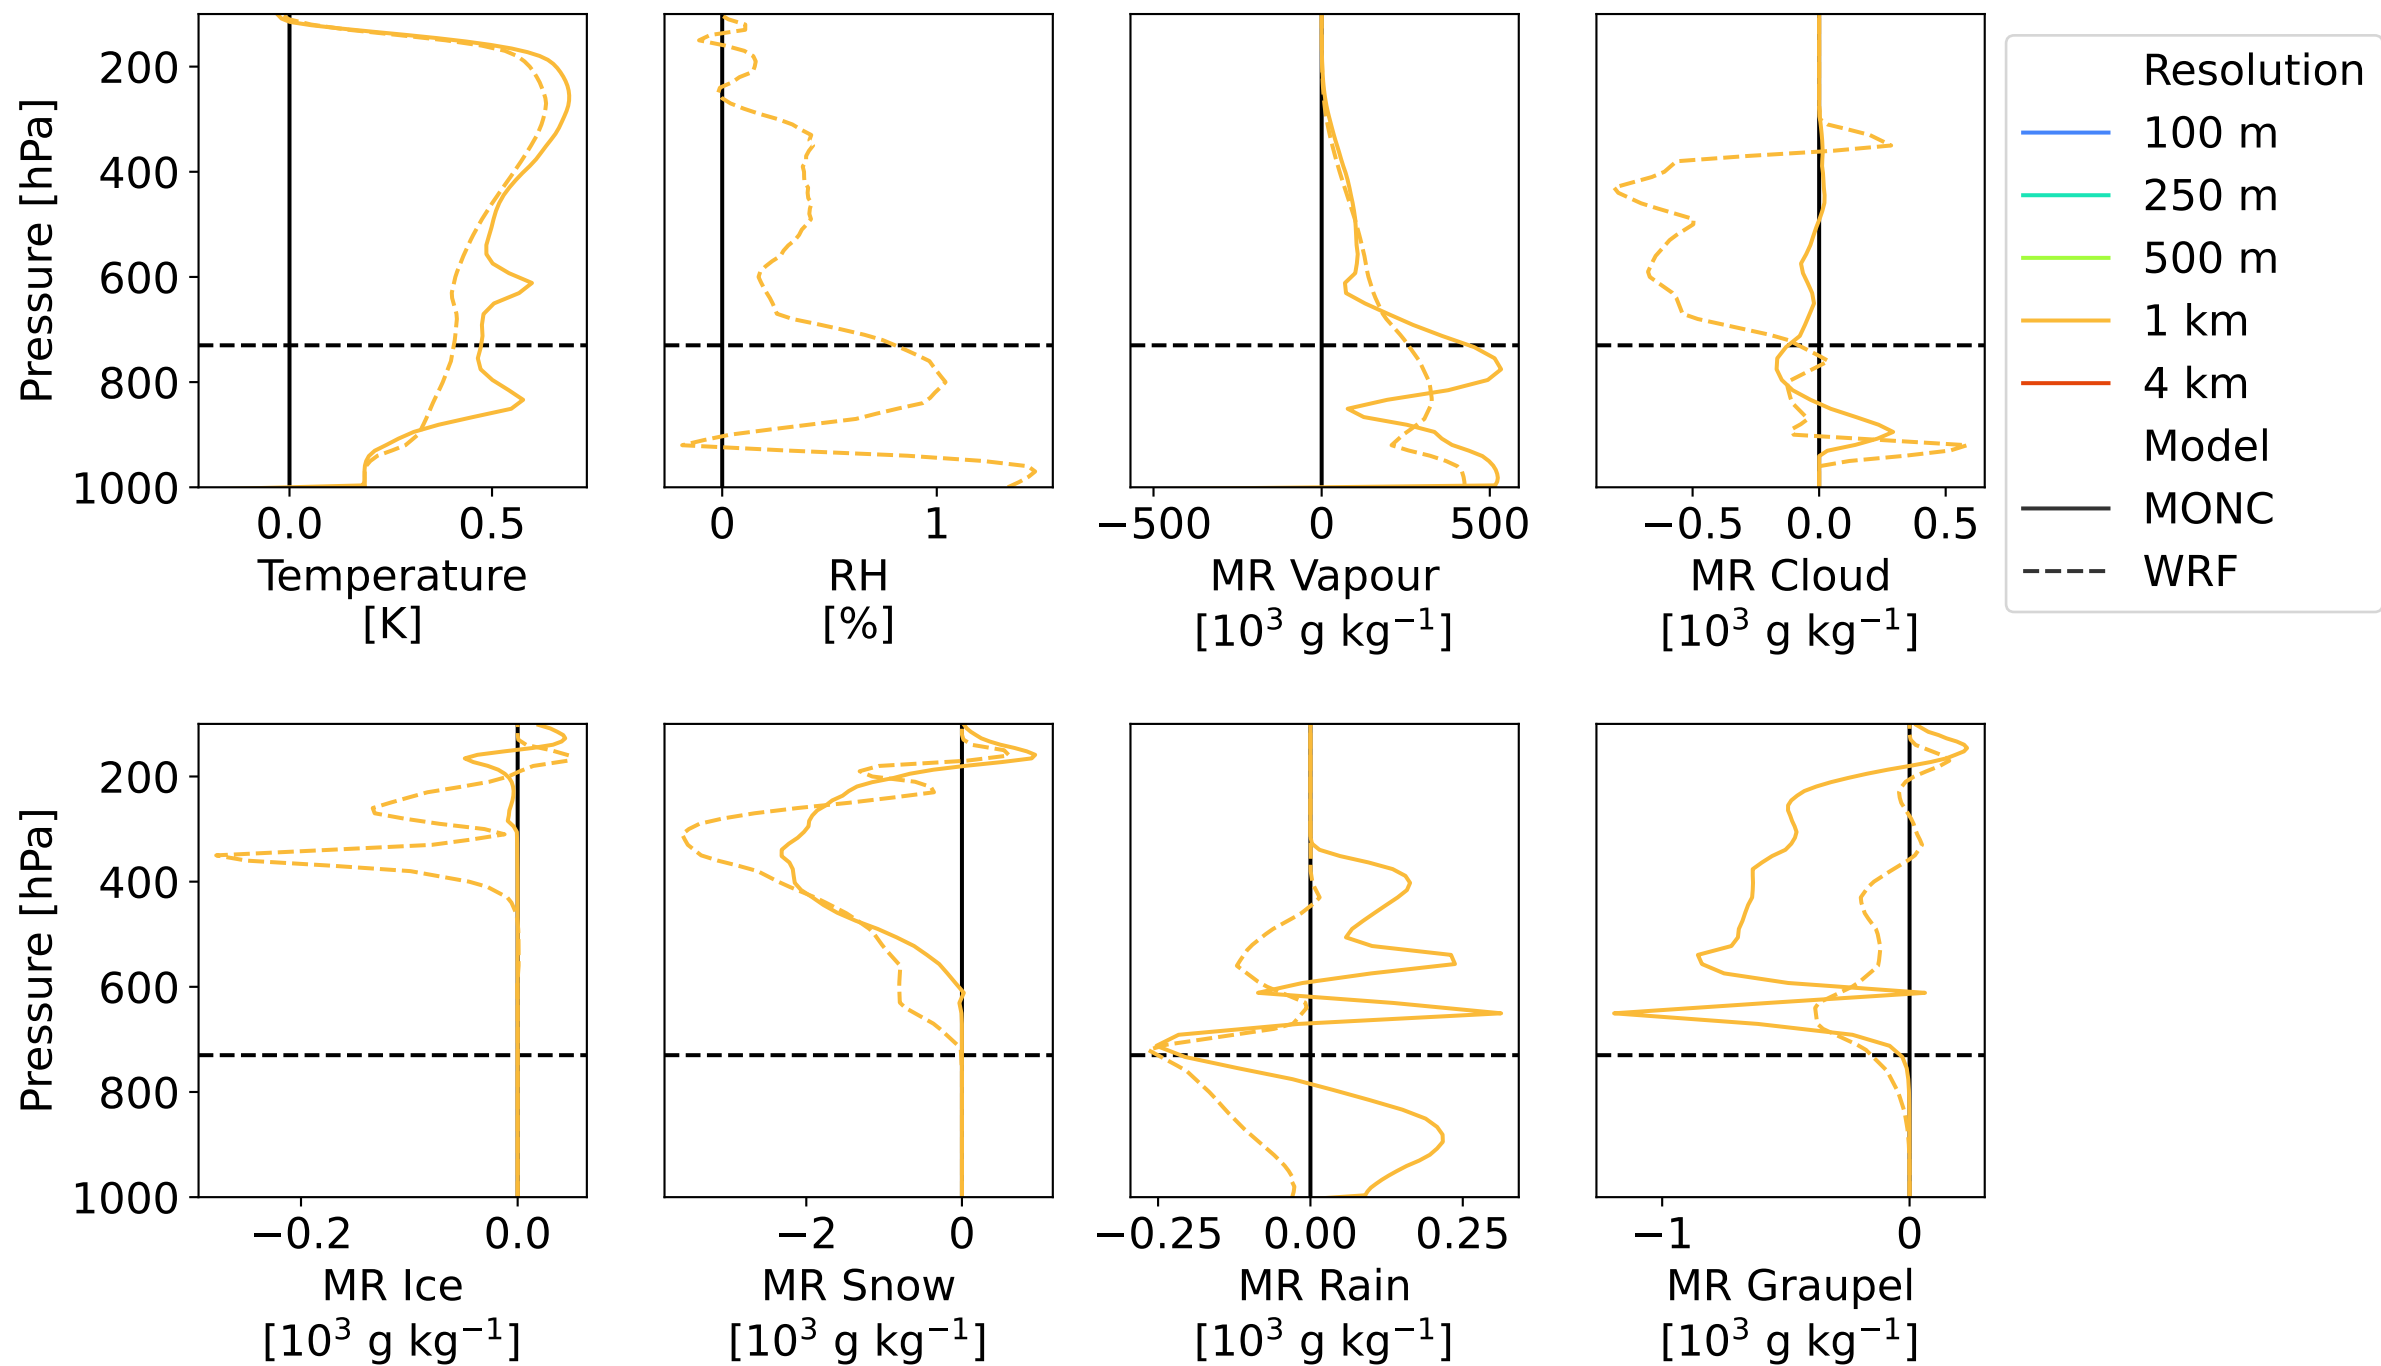 Pressure [hPa]
200
400
600
800
1000
0.0 0.5
Temperature
[K]
0 1
RH
[%]
−500 0 500
MR Vapour
[10³ g kg⁻¹]
−0.5 0.0 0.5
MR Cloud
[10³ g kg⁻¹]
Resolution
100 m
250 m
500 m
1 km
4 km
Model
MONC
WRF
Pressure [hPa]
200
400
600
800
1000
−0.2 0.0
MR Ice
[10³ g kg⁻¹]
−2 0
MR Snow
[10³ g kg⁻¹]
−0.25 0.00 0.25
MR Rain
[10³ g kg⁻¹]
−1 0
MR Graupel
[10³ g kg⁻¹]